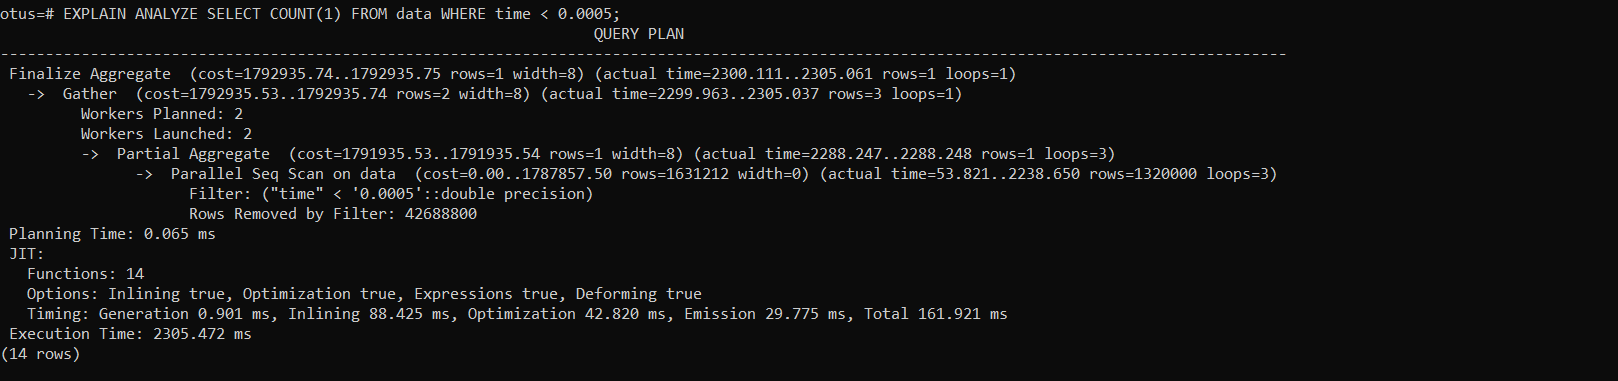 otus=# EXPLAIN ANALYZE SELECT COUNT(1) FROM data WHERE time < 0.0005;
QUERY PLAN
-----------------------------------------------------------------------------------------------------------------------------------------------
Finalize Aggregate  (cost=1792935.74..1792935.75 rows=1 width=8) (actual time=2300.111..2305.061 rows=1 loops=1)
->  Gather  (cost=1792935.53..1792935.74 rows=2 width=8) (actual time=2299.963..2305.037 rows=3 loops=1)
Workers Planned: 2
Workers Launched: 2
->  Partial Aggregate  (cost=1791935.53..1791935.54 rows=1 width=8) (actual time=2288.247..2288.248 rows=1 loops=3)
->  Parallel Seq Scan on data  (cost=0.00..1787857.50 rows=1631212 width=0) (actual time=53.821..2238.650 rows=1320000 loops=3)
Filter: ("time" < '0.0005'::double precision)
Rows Removed by Filter: 42688800
Planning Time: 0.065 ms
JIT:
Functions: 14
Options: Inlining true, Optimization true, Expressions true, Deforming true
Timing: Generation 0.901 ms, Inlining 88.425 ms, Optimization 42.820 ms, Emission 29.775 ms, Total 161.921 ms
Execution Time: 2305.472 ms
(14 rows)